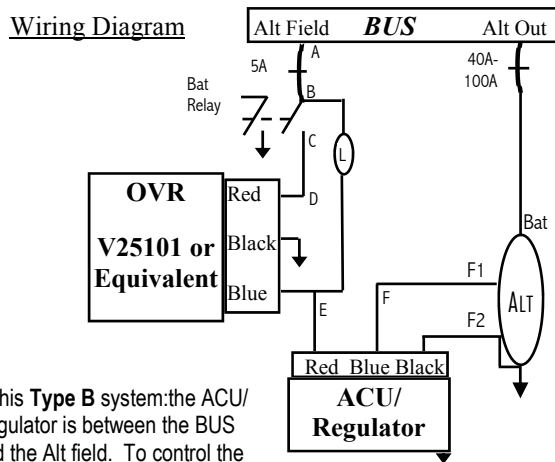 Wiring Diagram
Alt Field BUS Alt Out
A
5A
40A-
100A
Bat
Relay
B
C
L
OVR
V25101 or
Equivalent
Red
D
Black
Blue
Bat
F1
ALT
F
F2
E
Red Blue Black
ACU/
Regulator
his Type B system:the ACU/
gulator is between the BUS
d the Alt field. To control the